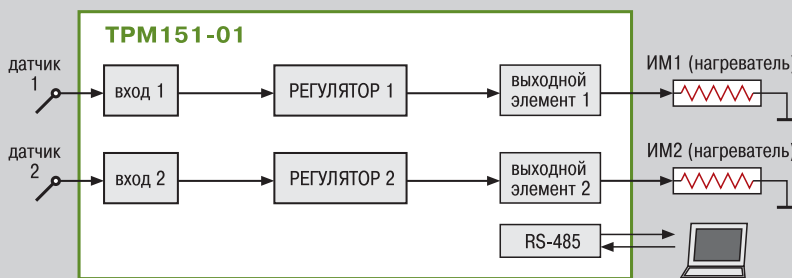 ТРМ151-01
датчик
1
вход 1
РЕГУЛЯТОР 1
выходной
элемент 1
ИМ1 (нагреватель)
датчик
2
вход 2
РЕГУЛЯТОР 2
выходной
элемент 2
ИМ2 (нагреватель)
RS-485